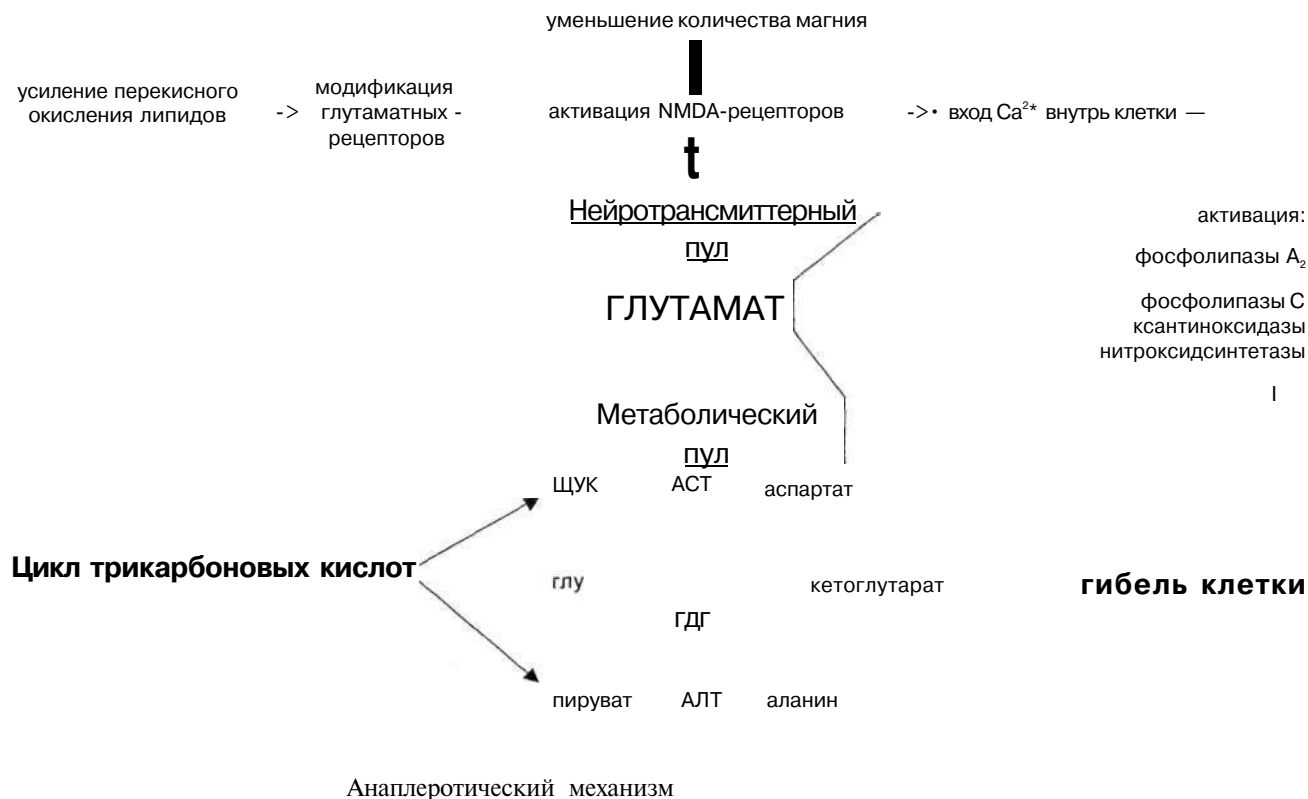 уменьшение количества магния
усиление перекисного
окисления липидов
->
модификация
глутаматных -
рецепторов
активация NMDA-рецепторов
->• вход Ca2* внутрь клетки —
t
Нейротрансмиттерный
пул
ГЛУТАМАТ
активация:
фосфолипазы А2
фосфолипазы С
ксантиноксидазы
нитроксидсинтетазы
I
Метаболический
пул
ЩУК АСТ аспартат
Цикл трикарбоновых кислот
глу кетоглутарат гибель клетки
ГДГ
пируват АЛТ аланин
Анаплеротический механизм